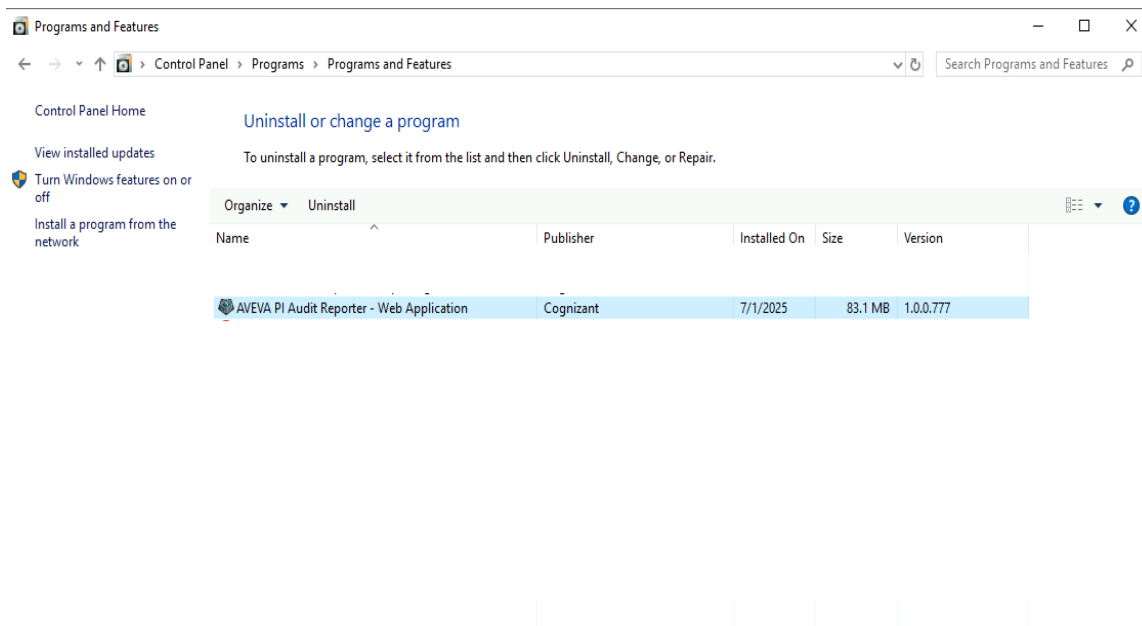 Programs and Features
Control Panel > Programs > Programs and Features
Search Programs and Features
Control Panel Home
View installed updates
Turn Windows features on or
off
Install a program from the
network
Uninstall or change a program
To uninstall a program, select it from the list and then click Uninstall, Change, or Repair.
Organize Uninstall
Name Publisher Installed On Size Version
AVEVA PI Audit Reporter - Web Application Cognizant 7/1/2025 83.1 MB 1.0.0.777